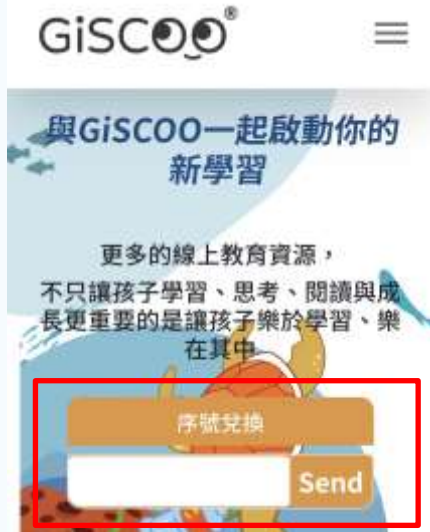 GiSCOO®
與GiSCOO一起啟動你的
新學習
更多的線上教育資源，
不只讓孩子學習、思考、閱讀與成
長更重要的是讓孩子樂於學習、樂
在其中
序號兌換
Send